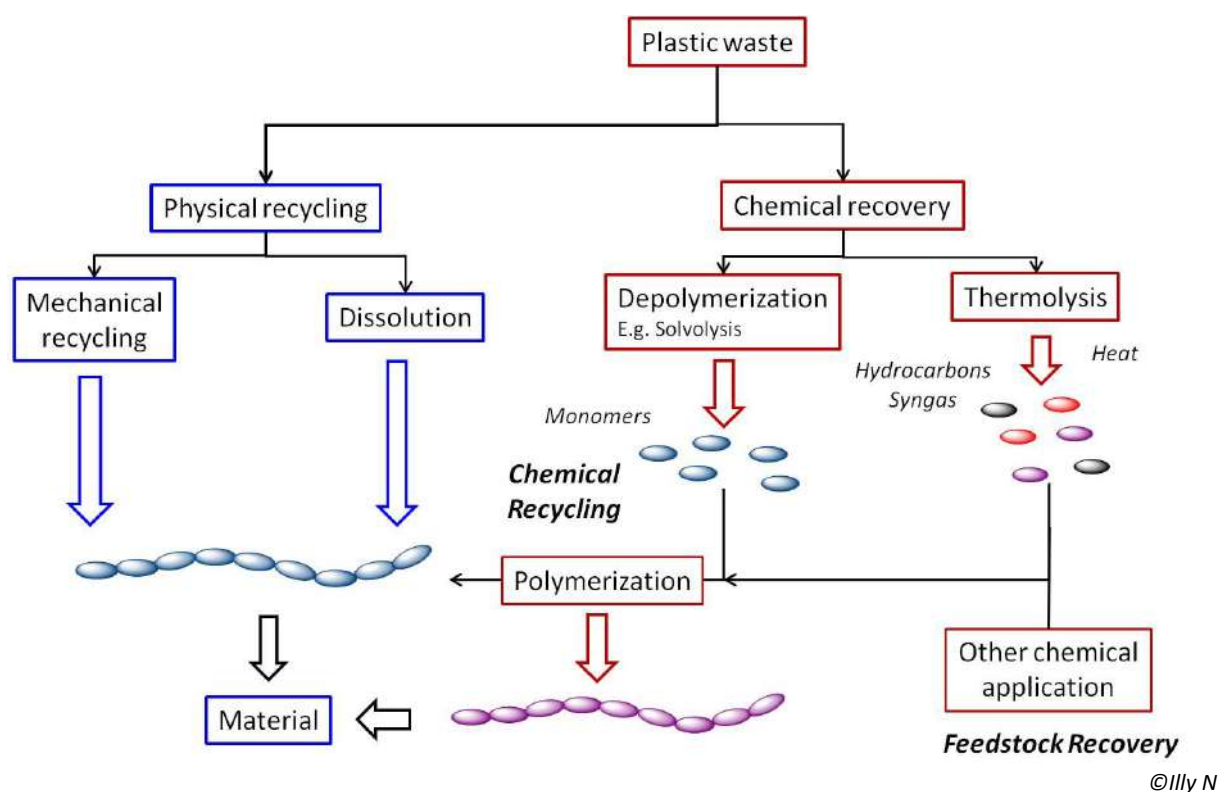 Plastic waste
Physical recycling
Chemical recovery
Mechanical
recycling
Dissolution
Depolymerization
E.g. Solvolysis
Thermolysis
Heat
Hydrocarbons
Syngas
Monomers
Chemical
Recycling
Polymerization
Other chemical
application
Material
Feedstock Recovery
©Illy N